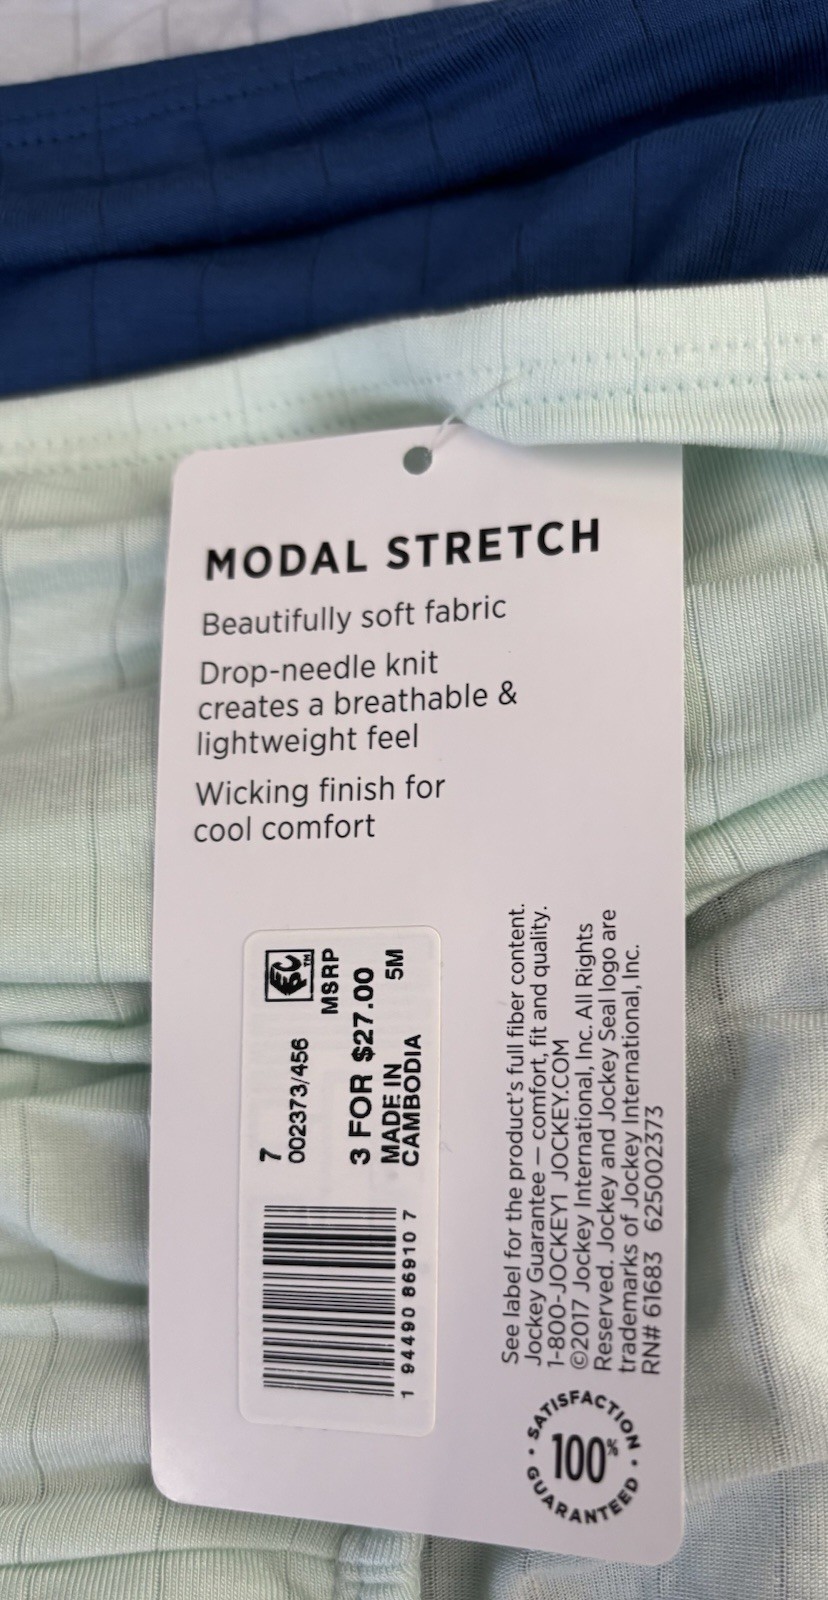 MODAL STRETCH
Beautifully soft fabric
Drop-needle knit
creates a breathable &
lightweight feel
Wicking finish for
cool comfort
7
002373/456
MSRP
3 FOR $27.00
MADE IN 5M
CAMBODIA
1 94490 86910 7
See label for the product's full fiber content.
Jockey Guarantee — comfort, fit and quality.
1-800-JOCKEY1 JOCKEY.COM
©2017 Jockey International, Inc. All Rights
Reserved. Jockey and Jockey Seal logo are
trademarks of Jockey International, Inc.
RN# 61683 625002373
• SATISFACTION •
100%
GUARANTEED